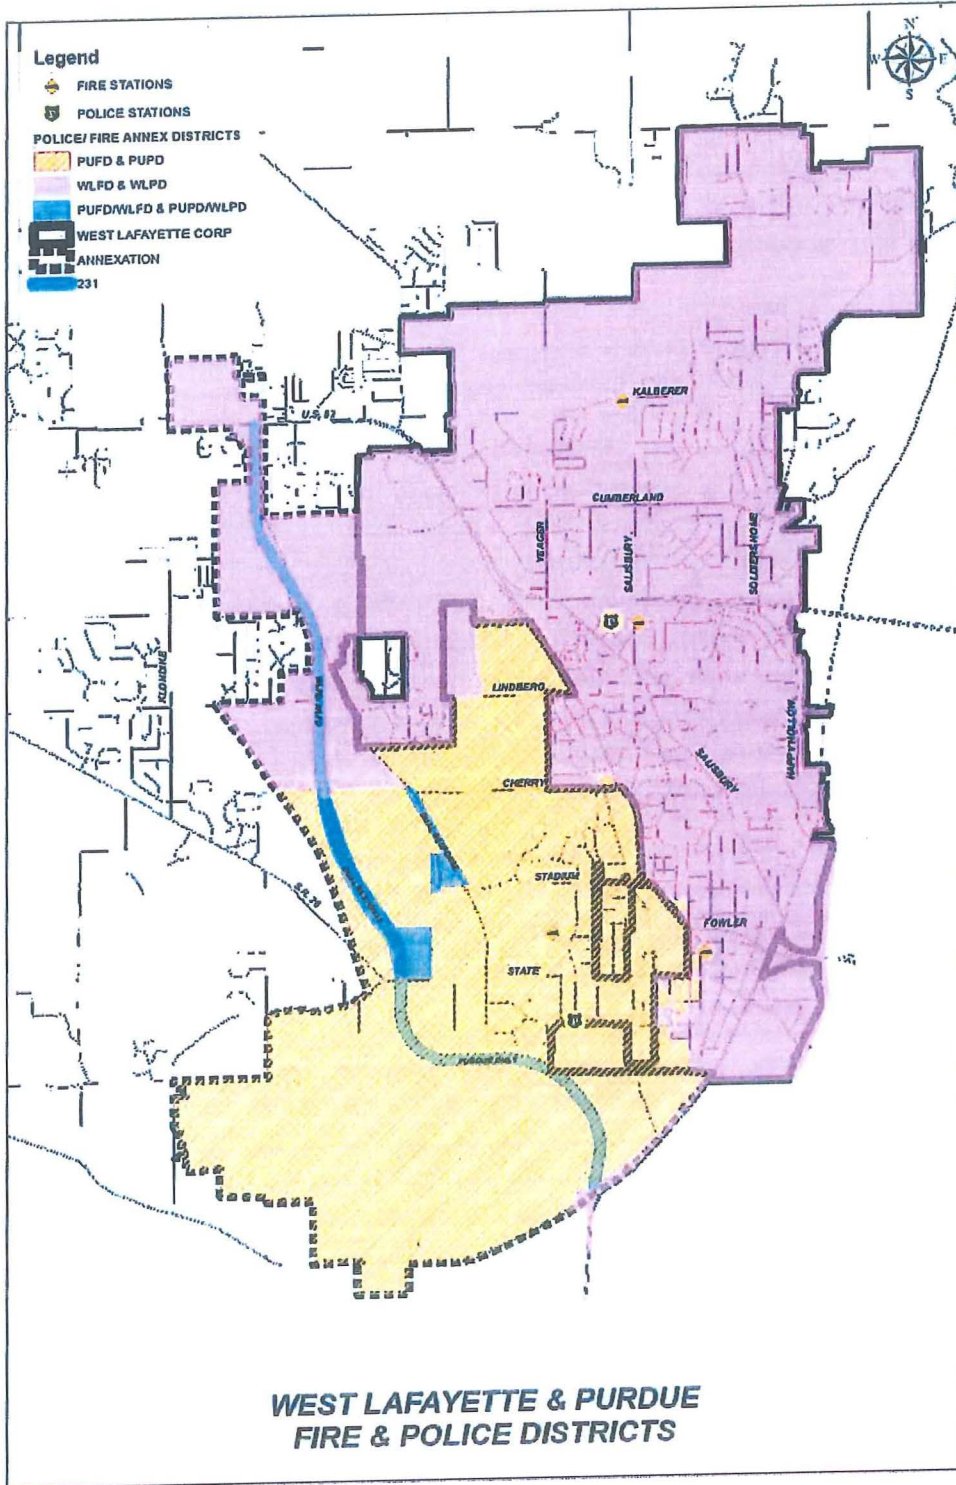 Legend
FIRE STATIONS
POLICE STATIONS
POLICE/ FIRE ANNEX DISTRICTS
PUFD & PUPD
WLFD & WLPD
PUFD/WLFD & PUPD/WLPD
WEST LAFAYETTE CORP
ANNEXATION
231
N
W E
S
KALBERER
U.S. 52
CUMBERLAND
YEAGER
SALISBURY
SOLDIERS HOME
KLONDIKE
LINDBERG
HAPPY HOLLOW
SALISBURY
CHERRY
STADIUM
S.R. 26
FOWLER
STATE
PURDUE ONLY
WEST LAFAYETTE & PURDUE
FIRE & POLICE DISTRICTS